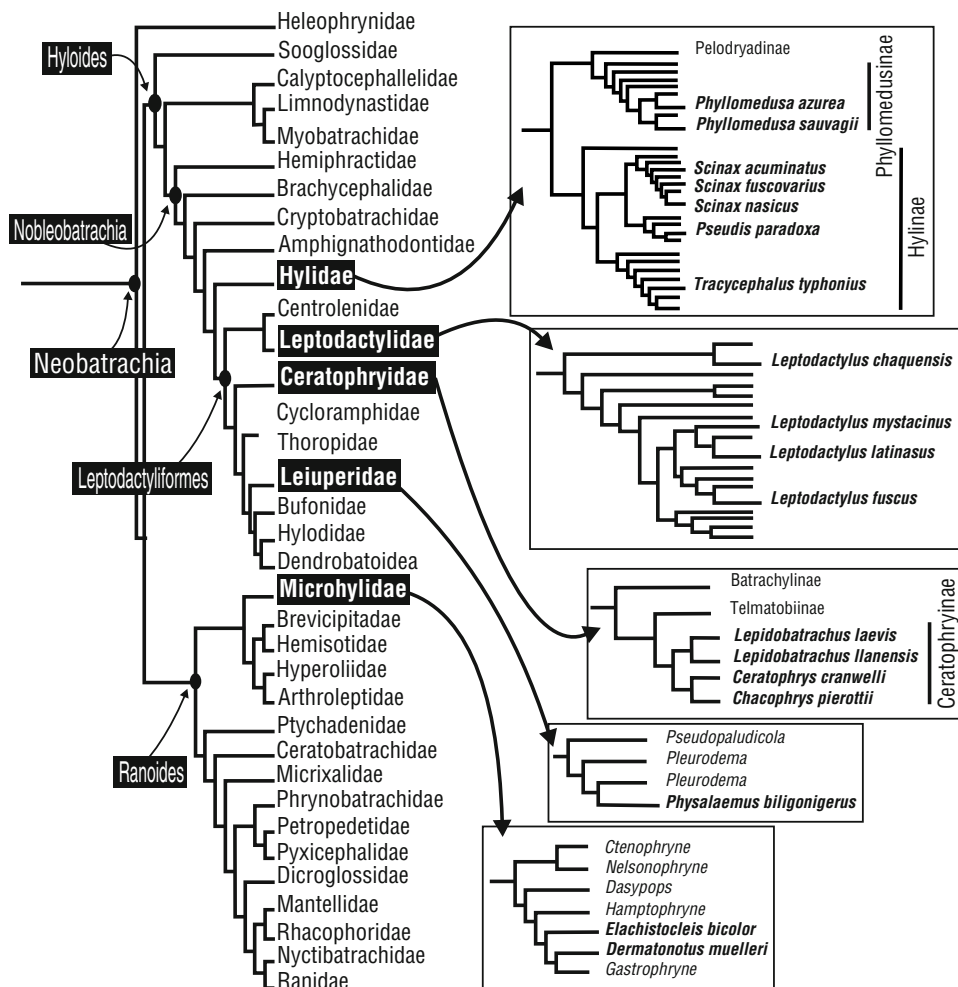 Heleophrynidae
Hyloides
Sooglossidae
Calyptocephallelidae
Limnodynastidae
Myobatrachidae
Hemiphractidae
Brachycephalidae
Nobleobatrachia
Cryptobatrachidae
Amphignathodontidae
Hylidae
Centrolenidae
Neobatrachia
Leptodactylidae
Ceratophryidae
Cycloramphidae
Thoropidae
Leptodactyliformes
Leiuperidae
Bufonidae
Hylodidae
Dendrobatoidea
Microhylidae
Brevicipitadae
Hemisotidae
Hyperoliidae
Arthroleptidae
Ptychadenidae
Ceratobatrachidae
Ranoides
Micrixalidae
Phrynobatrachidae
Petropedetidae
Pyxicephalidae
Dicroglossidae
Mantellidae
Rhacophoridae
Nyctibatrachidae
Ranidae
Pelodryadinae
Phyllomedusa azurea
Phyllomedusa sauvagii
Phyllomedusinae
Scinax acuminatus
Scinax fuscovarius
Scinax nasicus
Pseudis paradoxa
Tracycephalus typhonius
Hylinae
Leptodactylus chaquensis
Leptodactylus mystacinus
Leptodactylus latinasus
Leptodactylus fuscus
Batrachylinae
Telmatobiinae
Lepidobatrachus laevis
Lepidobatrachus llanensis
Ceratophrys cranwelli
Chacophrys pierottii
Ceratophryinae
Pseudopaludicola
Pleurodema
Pleurodema
Physalaemus biligonigerus
Ctenophryne
Nelsonophryne
Dasypops
Hamptophryne
Elachistocleis bicolor
Dermatonotus muelleri
Gastrophryne